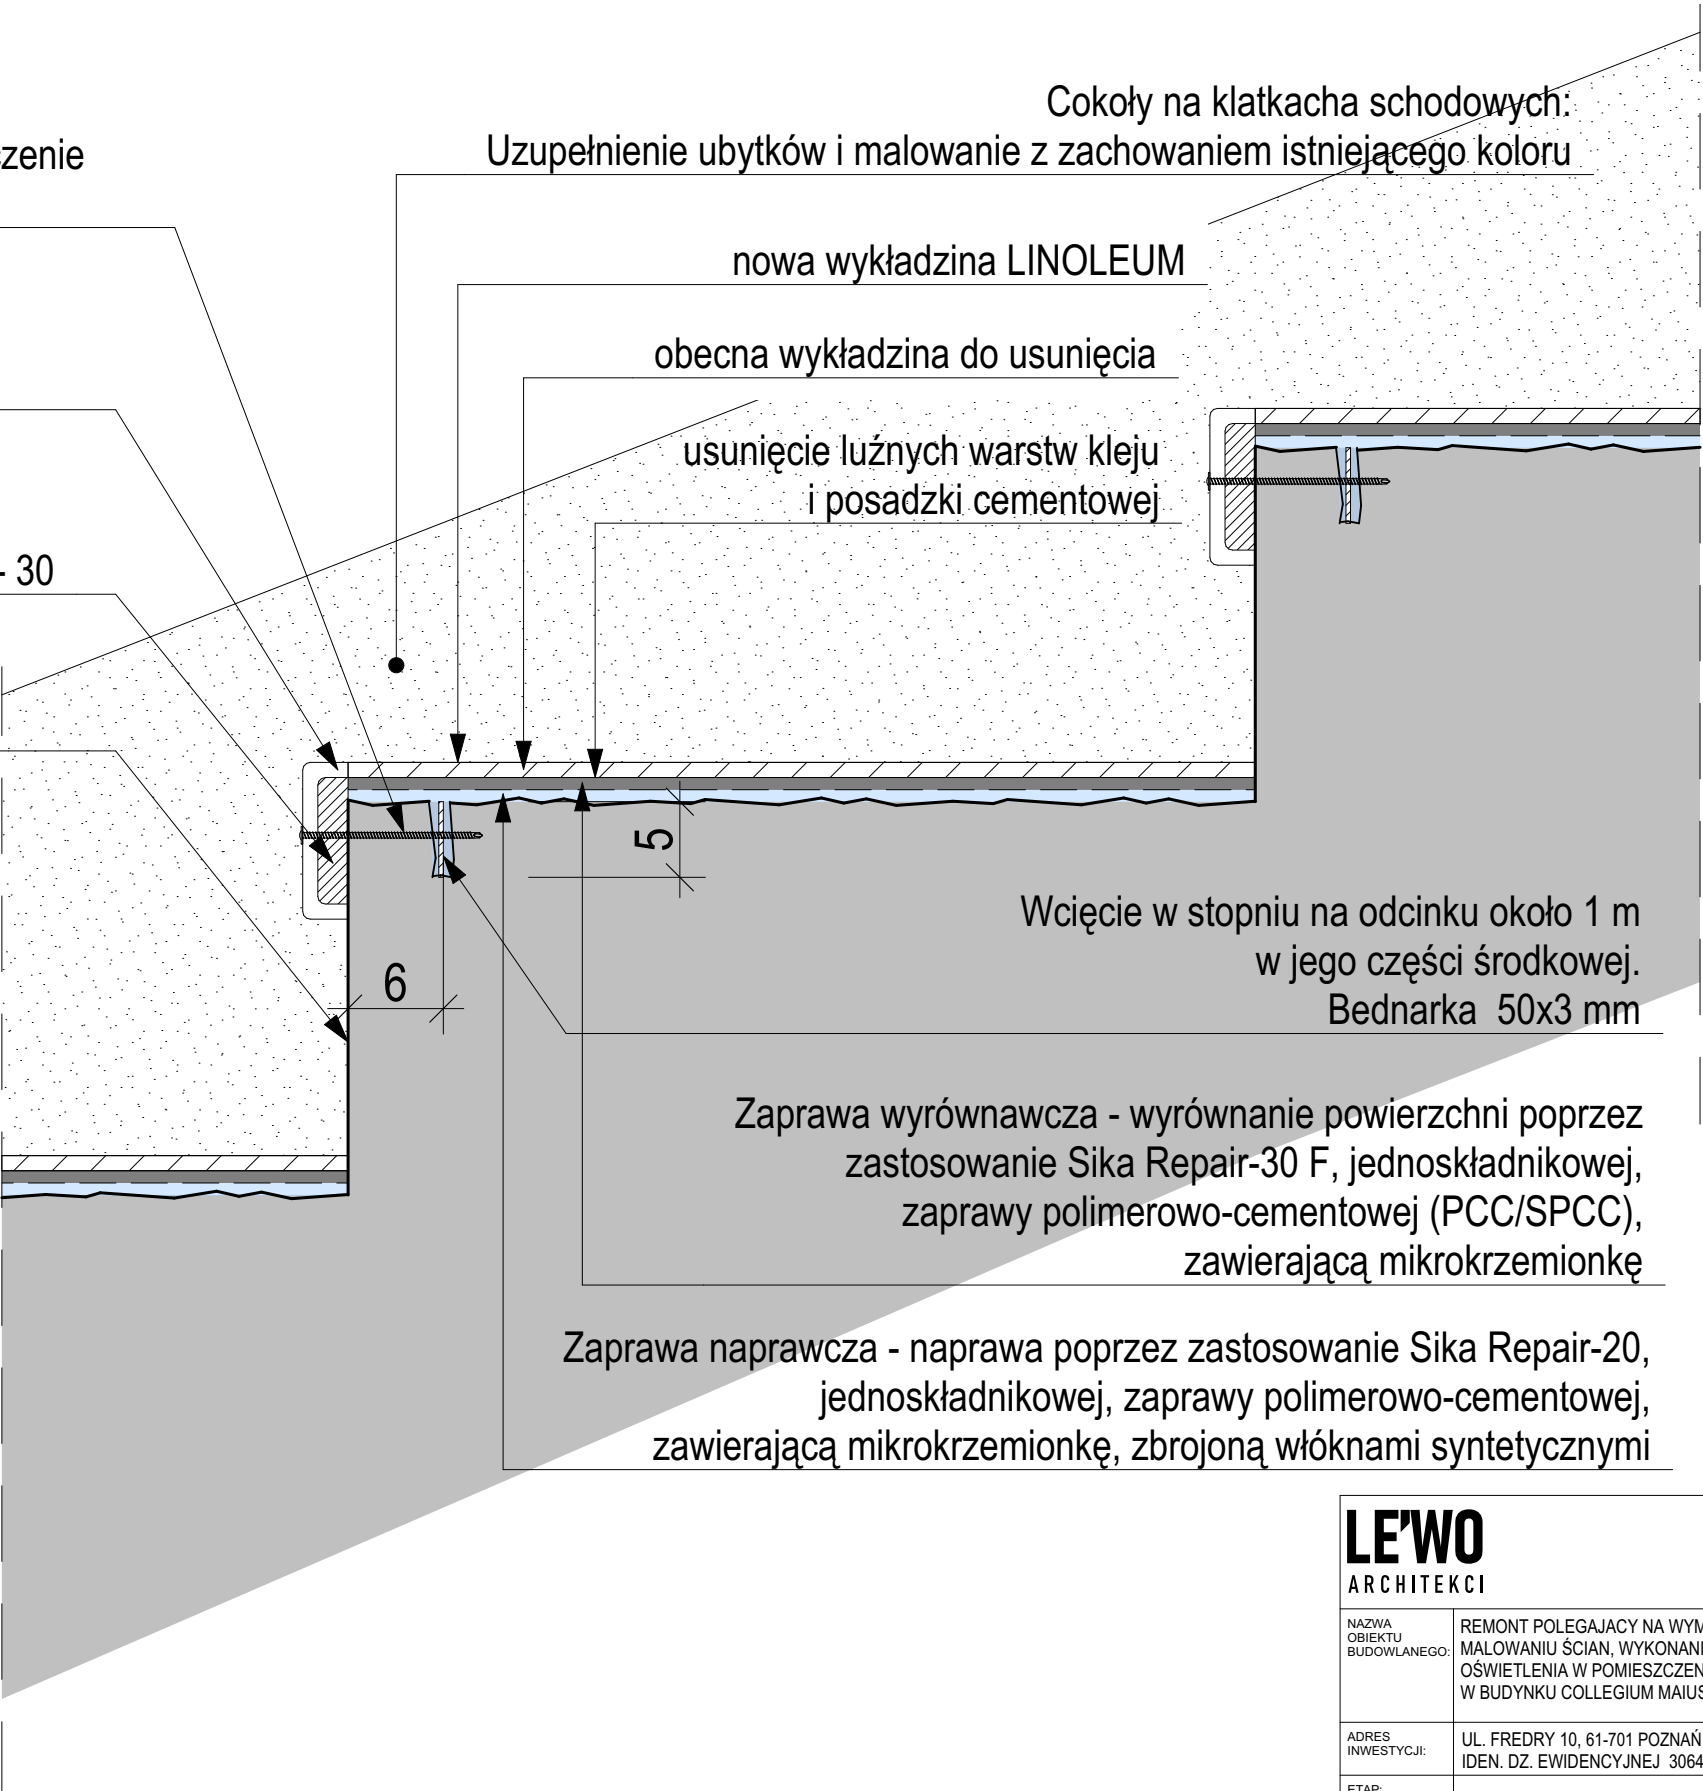 Cokoły na klatkacha schodowych:
Uzupełnienie ubytków i malowanie z zachowaniem istniejącego koloru
zenie
nowa wykładzina LINOLEUM
obecna wykładzina do usunięcia
usunięcie luźnych warstw kleju
i posadzki cementowej
- 30
5
6
Wcięcie w stopniu na odcinku około 1 m
w jego części środkowej.
Bednarka 50x3 mm
Zaprawa wyrównawcza - wyrównanie powierzchni poprzez
zastosowanie Sika Repair-30 F, jednoskładnikowej,
zaprawy polimerowo-cementowej (PCC/SPCC),
zawierającą mikrokrzemionkę
Zaprawa naprawcza - naprawa poprzez zastosowanie Sika Repair-20,
jednoskładnikowej, zaprawy polimerowo-cementowej,
zawierającą mikrokrzemionkę, zbrojoną włóknami syntetycznymi
LE'WO
ARCHITEKCI
NAZWA
OBIEKTU
BUDOWLANEGO:
REMONT POLEGAJACY NA WYM
MALOWANIU ŚCIAN, WYKONANI
OŚWIETLENIA W POMIESZCZEN
W BUDYNKU COLLEGIUM MAIUS
ADRES
INWESTYCJI:
UL. FREDRY 10, 61-701 POZNAŃ
IDEN. DZ. EWIDENCYJNEJ 3064
ETAP: